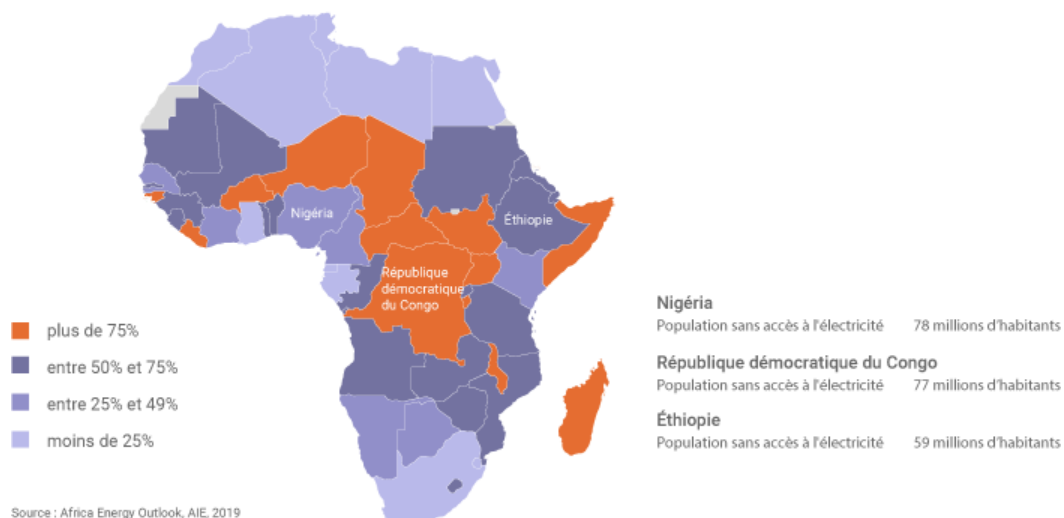 Nigéria
Éthiopie
République
démocratique
du Congo
plus de 75%
entre 50% et 75%
entre 25% et 49%
moins de 25%
Nigéria
Population sans accès à l'électricité 78 millions d'habitants
République démocratique du Congo
Population sans accès à l'électricité 77 millions d'habitants
Éthiopie
Population sans accès à l'électricité 59 millions d'habitants
Source : Africa Energy Outlook, AIE, 2019